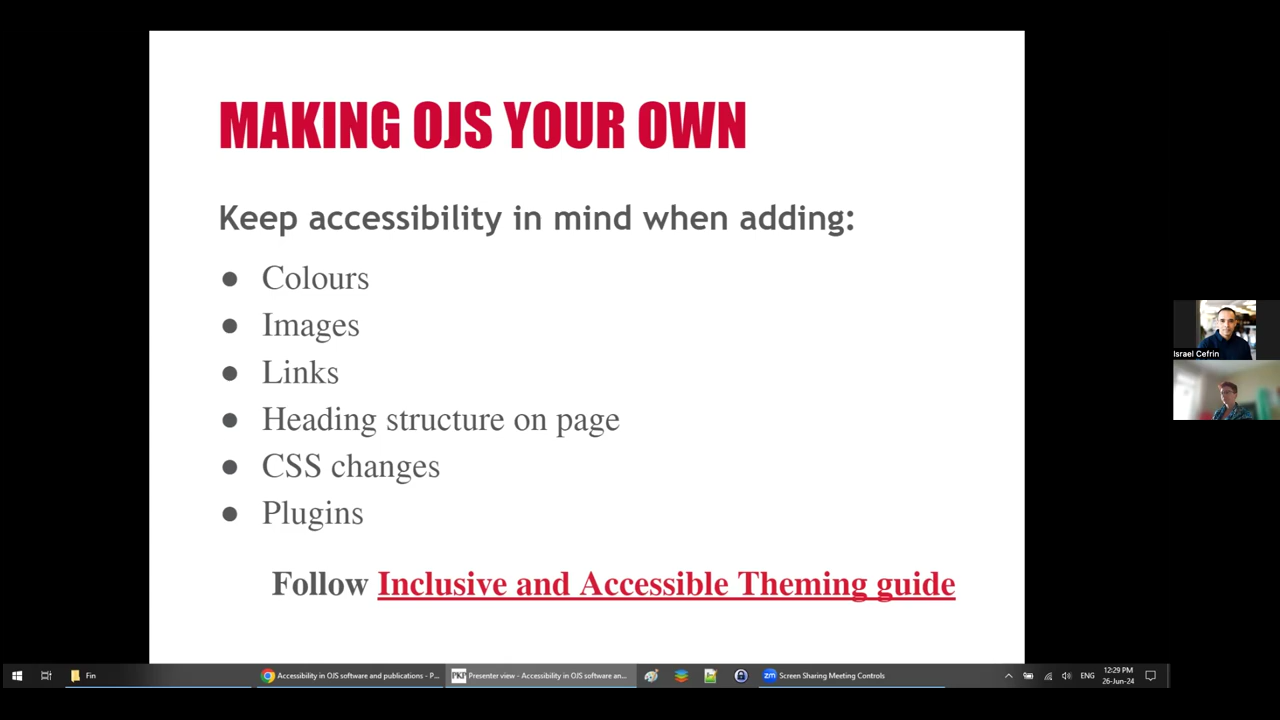 MAKING OJS YOUR OWN
Keep accessibility in mind when adding:
● Colours
● Images
● Links
● Heading structure on page
● CSS changes
● Plugins
Follow Inclusive and Accessible Theming guide
Israel Cefrin
Fin
Accessibility in OJS software and publications - P...
PKP
Presenter view - Accessibility in OJS software an...
zm
Screen Sharing Meeting Controls
ENG
12:29 PM
26-Jun-24